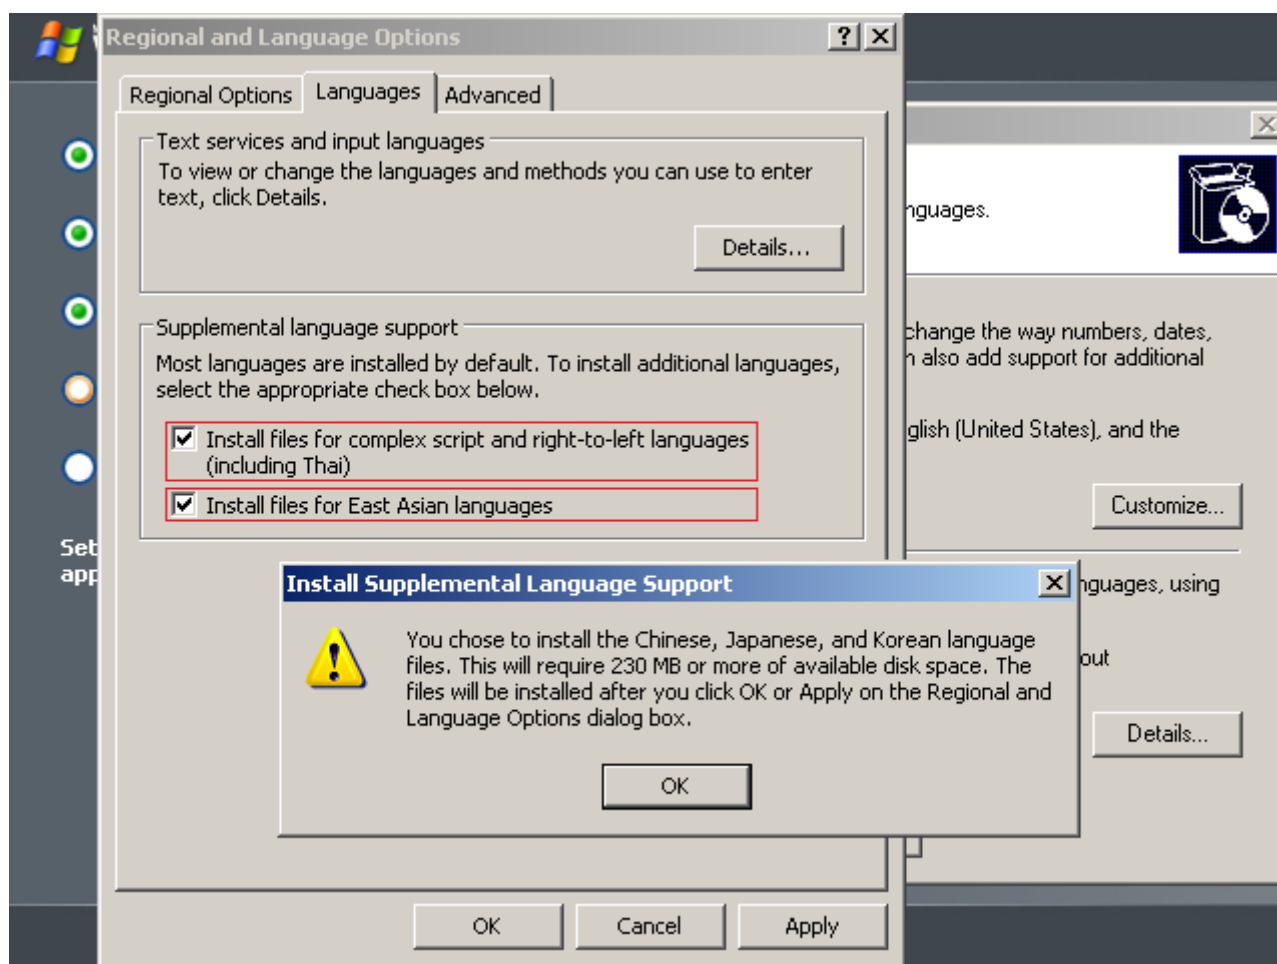 Regional and Language Options
Regional Options
Languages
Advanced
Text services and input languages
To view or change the languages and methods you can use to enter
text, click Details.
Details...
Supplemental language support
Most languages are installed by default. To install additional languages,
select the appropriate check box below.
Install files for complex script and right-to-left languages
(including Thai)
Install files for East Asian languages
Install Supplemental Language Support
You chose to install the Chinese, Japanese, and Korean language
files. This will require 230 MB or more of available disk space. The
files will be installed after you click OK or Apply on the Regional and
Language Options dialog box.
OK
OK
Cancel
Apply
Set
app
nguages.
change the way numbers, dates,
n also add support for additional
glish (United States), and the
Customize...
nguages, using
out
Details...